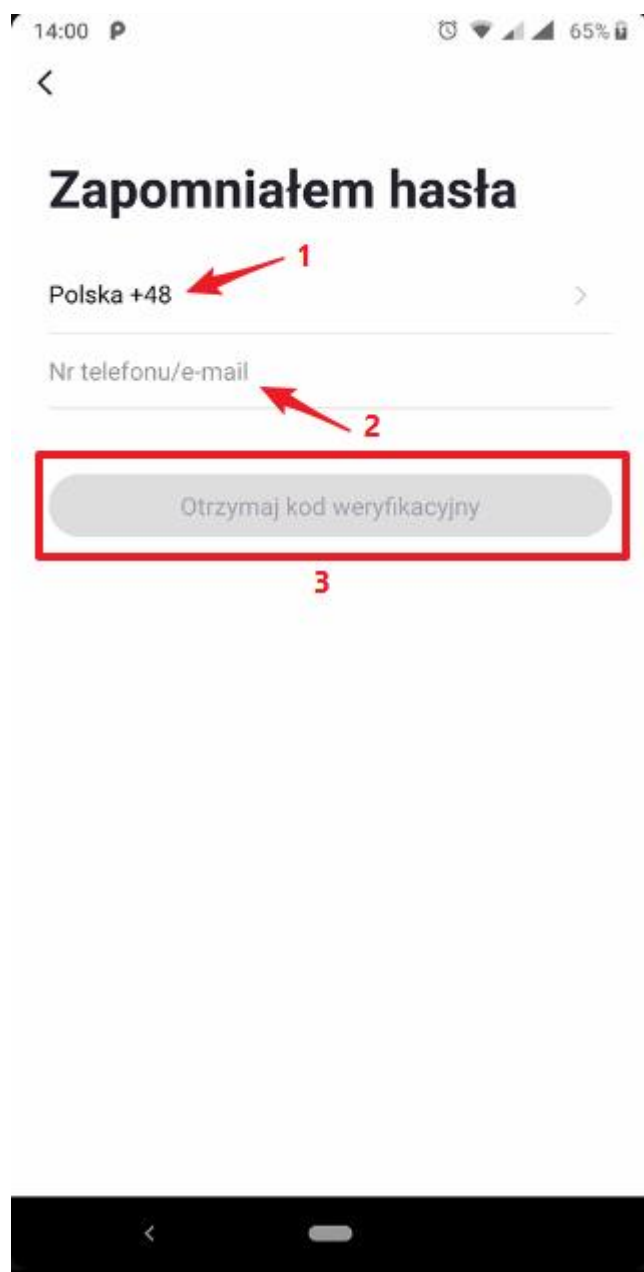 14:00 P 65%
Zapomniałem hasła
1
Polska +48
Nr telefonu/e-mail
2
Otrzymaj kod weryfikacyjny
3